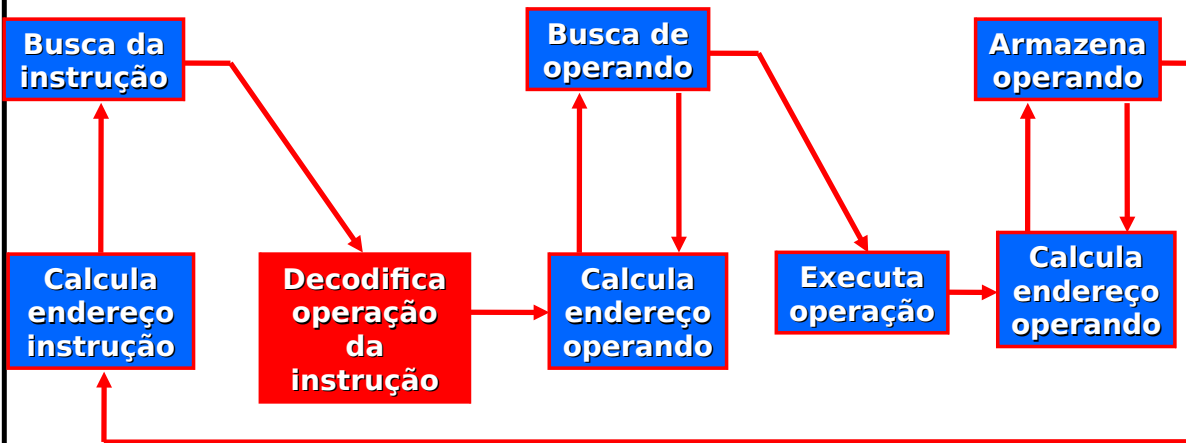 Busca da
instrução
Busca de
operando
Armazena
operando
Calcula
endereço
instrução
Decodifica
operação
da
instrução
Calcula
endereço
operando
Executa
operação
Calcula
endereço
operando